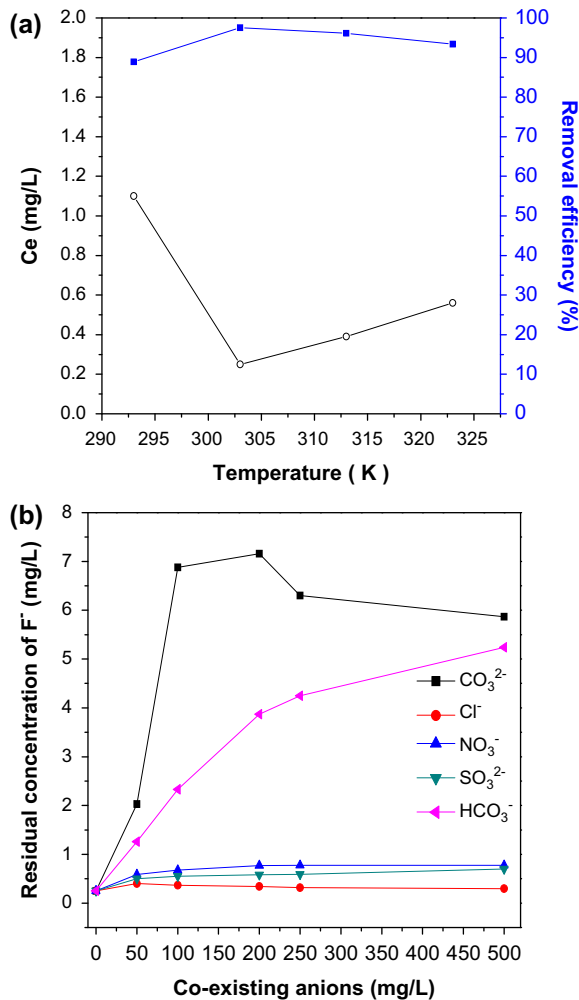 (a)
2.0
1.8
1.6
1.4
1.2
1.0
0.8
0.6
0.4
0.2
0.0
Ce (mg/L)
100
90
80
70
60
50
40
30
20
10
0
Removal efficiency
(%)
290 295 300 305 310 315 320 325
Temperature ( K )
(b)
8
7
6
5
4
3
2
1
0
Residual concentration of F⁻ (mg/L)
CO₃²⁻
Cl⁻
NO₃⁻
SO₃²⁻
HCO₃⁻
0 50 100 150 200 250 300 350 400 450 500
Co-existing anions (mg/L)